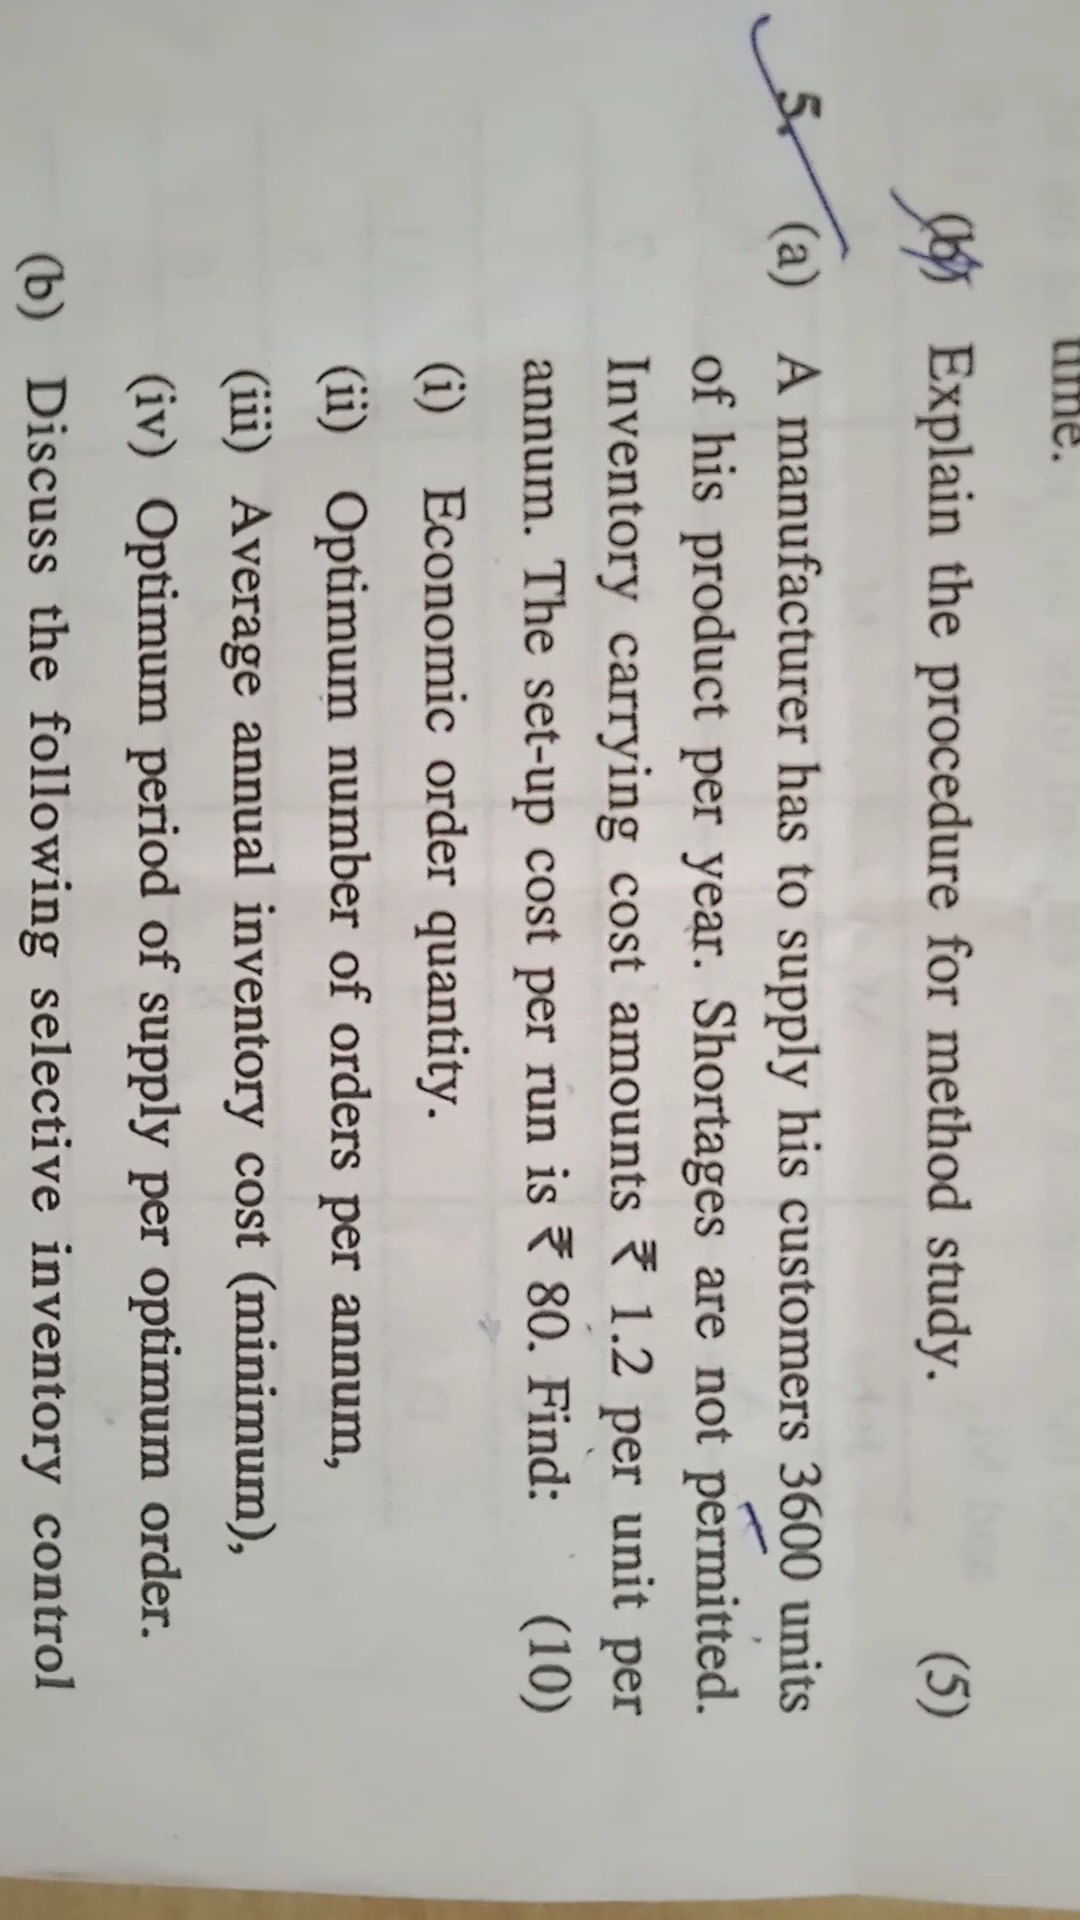 (b) Explain the procedure for method study. (5)
5. (a) A manufacturer has to supply his customers 3600 units
of his product per year. Shortages are not permitted.
Inventory carrying cost amounts ₹ 1.2 per unit per
annum. The set-up cost per run is ₹ 80. Find: (10)
(i) Economic order quantity.
(ii) Optimum number of orders per annum,
(iii) Average annual inventory cost (minimum),
(iv) Optimum period of supply per optimum order.
(b) Discuss the following selective inventory control